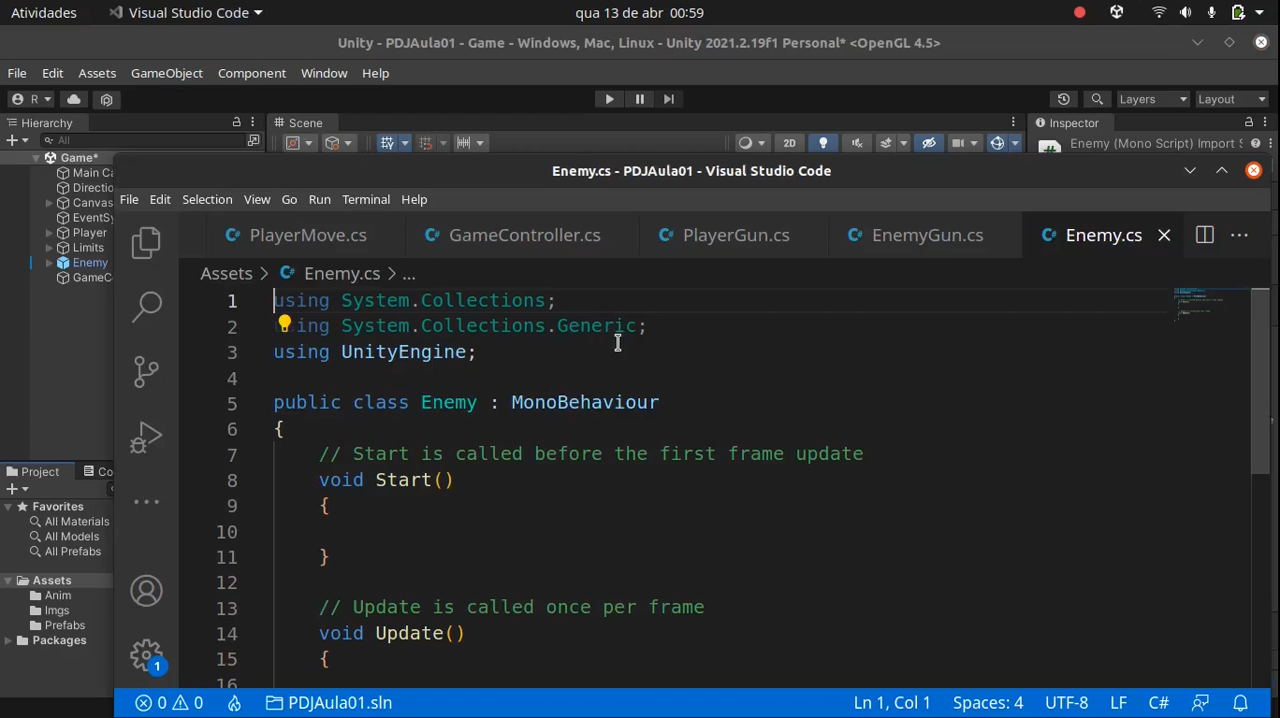 Atividades Visual Studio Code qua 13 de abr 00:59
Unity - PDJAula01 - Game - Windows, Mac, Linux - Unity 2021.2.19f1 Personal* <OpenGL 4.5>
File Edit Assets GameObject Component Window Help
R Layers Layout
Hierarchy Scene Inspector
All 2D Enemy (Mono Script) Import S
Game*
Main Ca
Directio
Canvas
EventSy
Player
Limits
Enemy
GameCo
Project Co
Favorites
All Materials
All Models
All Prefabs
Assets
Anim
Imgs
Prefabs
Packages
Enemy.cs - PDJAula01 - Visual Studio Code
File Edit Selection View Go Run Terminal Help
PlayerMove.cs GameController.cs PlayerGun.cs EnemyGun.cs Enemy.cs
Assets > Enemy.cs > ...
1 using System.Collections;
2 using System.Collections.Generic;
3 using UnityEngine;
4
5 public class Enemy : MonoBehaviour
6 {
7 // Start is called before the first frame update
8 void Start()
9 {
10
11 }
12
13 // Update is called once per frame
14 void Update()
15 {
16
1
0 0 PDJAula01.sln Ln 1, Col 1 Spaces: 4 UTF-8 LF C#